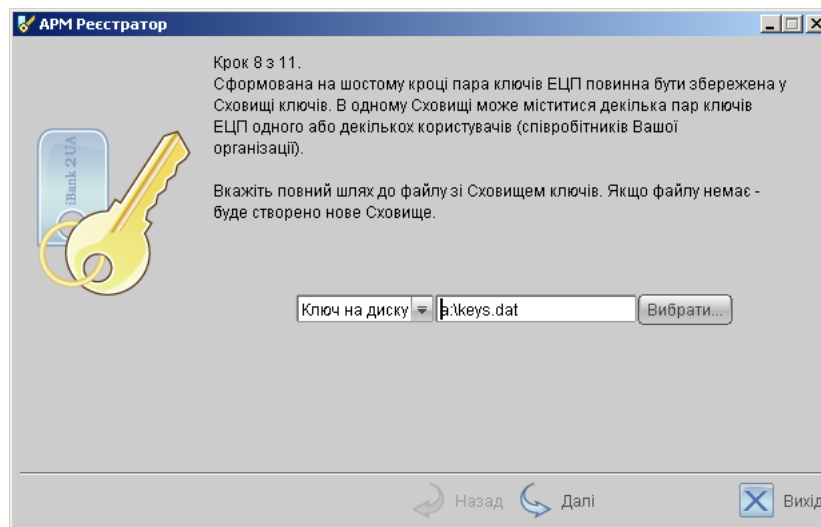 АРМ Реєстратор
Крок 8 з 11.
Сформована на шостому кроці пара ключів ЕЦП повинна бути збережена у
Сховищі ключів. В одному Сховищі може міститися декілька пар ключів
ЕЦП одного або декількох користувачів (співробітників Вашої
організації).
Вкажіть повний шлях до файлу зі Сховищем ключів. Якщо файлу немає -
буде створено нове Сховище.
iBank 2 UA
Ключ на диску
a:\keys.dat
Вибрати...
Назад
Далі
Вихід